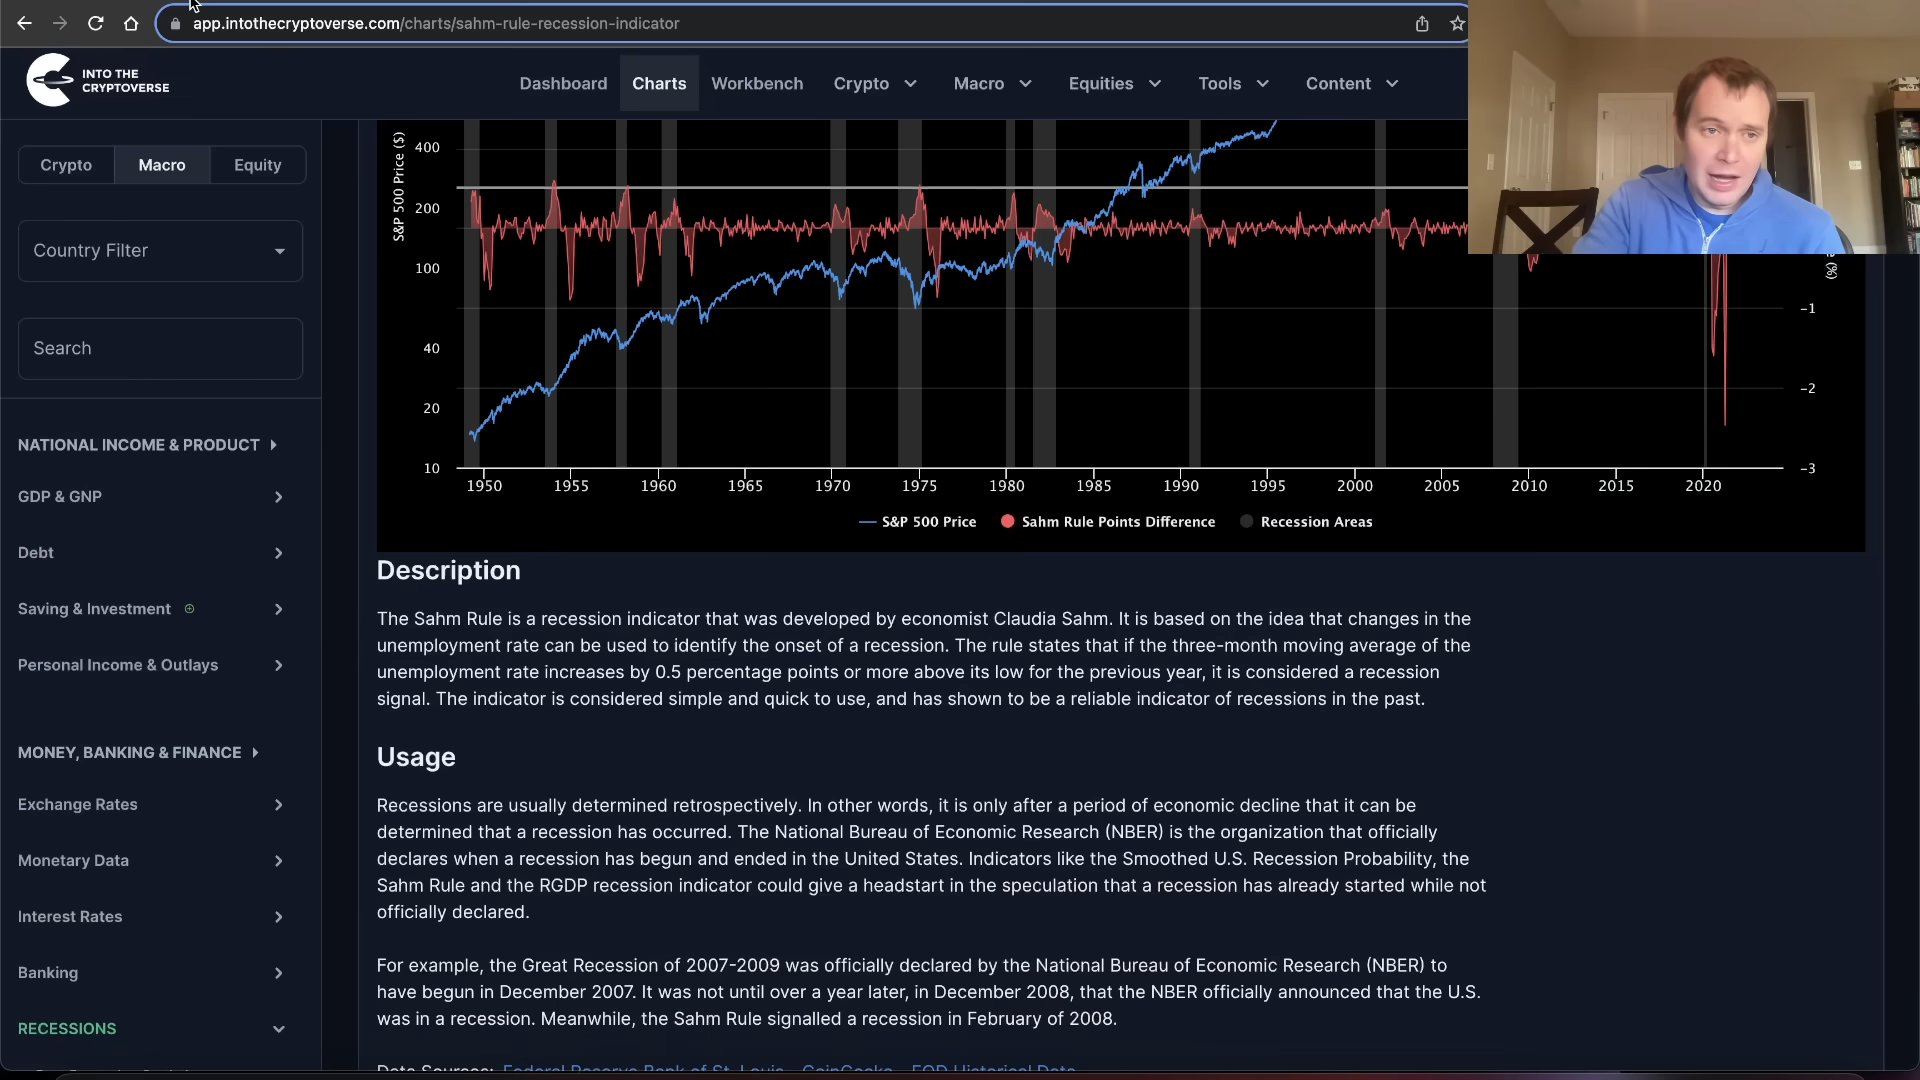 app.intothecryptoverse.com/charts/sahm-rule-recession-indicator
INTO THE
CRYPTOVERSE
Dashboard
Charts
Workbench
Crypto
Macro
Equities
Tools
Content
Crypto
Macro
Equity
Country Filter
Search
NATIONAL INCOME & PRODUCT
GDP & GNP
Debt
Saving & Investment
Personal Income & Outlays
MONEY, BANKING & FINANCE
Exchange Rates
Monetary Data
Interest Rates
Banking
RECESSIONS
S&P 500 Price ($)
400
200
100
40
20
10
(%)
-1
-2
-3
1950 1955 1960 1965 1970 1975 1980 1985 1990 1995 2000 2005 2010 2015 2020
S&P 500 Price Sahm Rule Points Difference Recession Areas
Description
The Sahm Rule is a recession indicator that was developed by economist Claudia Sahm. It is based on the idea that changes in the
unemployment rate can be used to identify the onset of a recession. The rule states that if the three-month moving average of the
unemployment rate increases by 0.5 percentage points or more above its low for the previous year, it is considered a recession
signal. The indicator is considered simple and quick to use, and has shown to be a reliable indicator of recessions in the past.
Usage
Recessions are usually determined retrospectively. In other words, it is only after a period of economic decline that it can be
determined that a recession has occurred. The National Bureau of Economic Research (NBER) is the organization that officially
declares when a recession has begun and ended in the United States. Indicators like the Smoothed U.S. Recession Probability, the
Sahm Rule and the RGDP recession indicator could give a headstart in the speculation that a recession has already started while not
officially declared.
For example, the Great Recession of 2007-2009 was officially declared by the National Bureau of Economic Research (NBER) to
have begun in December 2007. It was not until over a year later, in December 2008, that the NBER officially announced that the U.S.
was in a recession. Meanwhile, the Sahm Rule signalled a recession in February of 2008.
Data Sources: Federal Reserve Bank of St. Louis CoinGecko EOD Historical Data